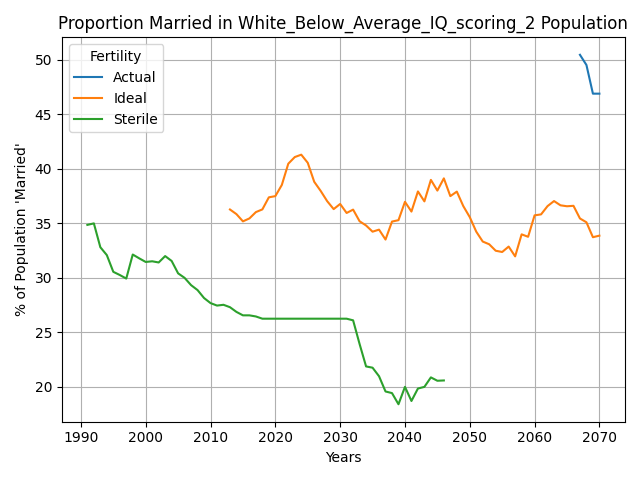 Proportion Married in White_Below_Average_IQ_scoring_2 Population
Fertility
Actual
Ideal
Sterile
% of Population 'Married'
50
45
40
35
30
25
20
1990 2000 2010 2020 2030 2040 2050 2060 2070
Years